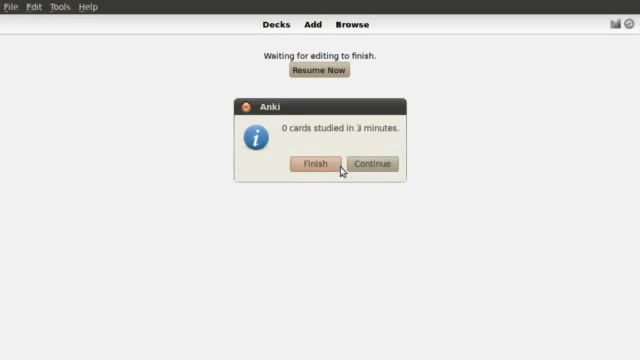 File Edit Tools Help
Decks Add Browse
Waiting for editing to finish.
Resume Now
Anki
0 cards studied in 3 minutes.
Finish Continue